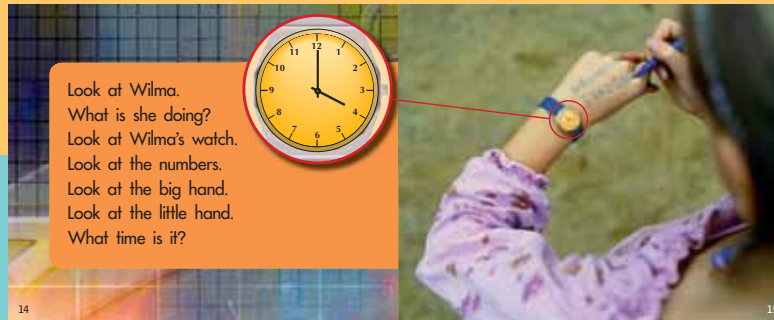 Look at Wilma.
What is she doing?
Look at Wilma's watch.
Look at the numbers.
Look at the big hand.
Look at the little hand.
What time is it?
12
1
2
3
4
5
6
7
8
9
10
11
14